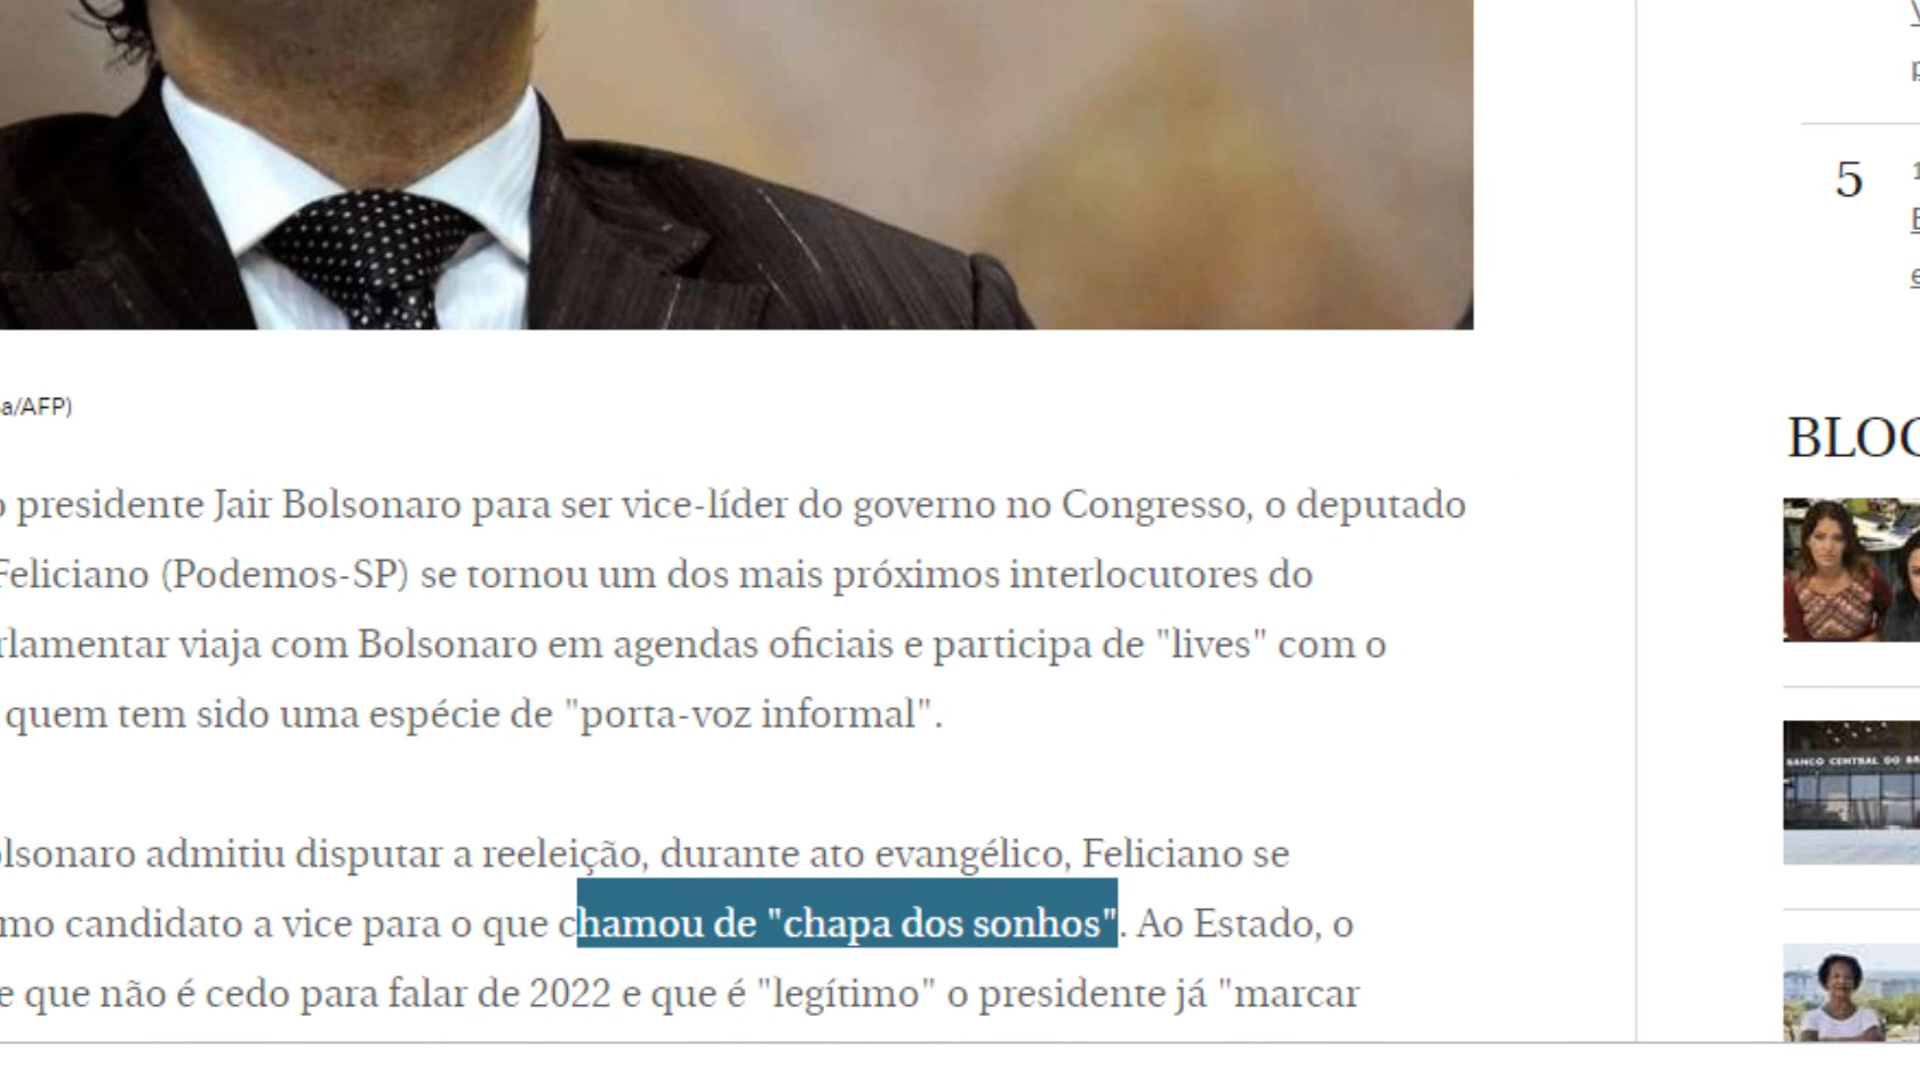 5
a/AFP)
BLOG
presidente Jair Bolsonaro para ser vice-líder do governo no Congresso, o deputado
Feliciano (Podemos-SP) se tornou um dos mais próximos interlocutores do
rlamentar viaja com Bolsonaro em agendas oficiais e participa de "lives" com o
quem tem sido uma espécie de "porta-voz informal".
BANCO CENTRAL DO
olsonaro admitiu disputar a reeleição, durante ato evangélico, Feliciano se
mo candidato a vice para o que chamou de "chapa dos sonhos". Ao Estado, o
e que não é cedo para falar de 2022 e que é "legítimo" o presidente já "marcar